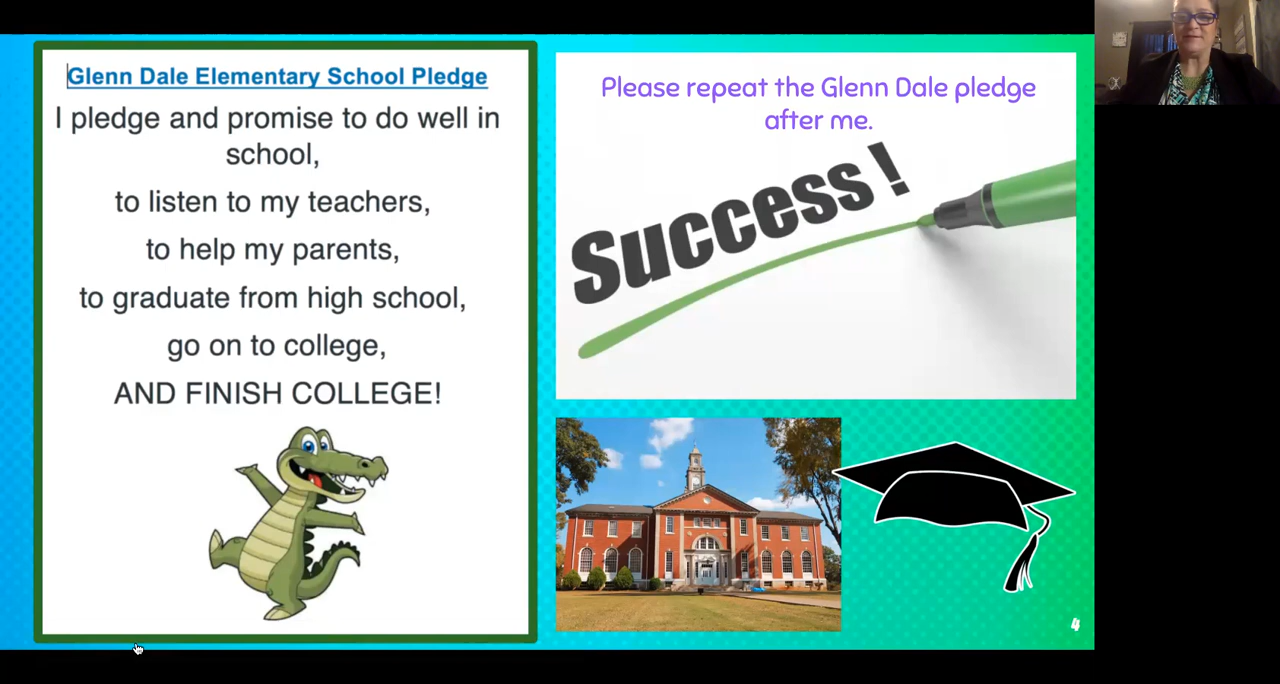 Glenn Dale Elementary School Pledge
I pledge and promise to do well in
school,
to listen to my teachers,
to help my parents,
to graduate from high school,
go on to college,
AND FINISH COLLEGE!
Please repeat the Glenn Dale pledge
after me.
Success!
4